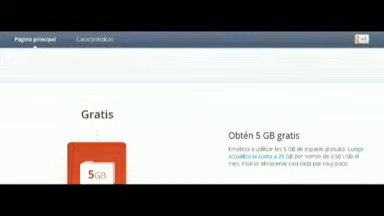 Página principal
Características
Gratis
Obtén 5 GB gratis
Empieza a utilizar los 5 GB de espacio gratuito. Luego
actualiza la cuenta a 25 GB por menos de 2,50 USD al
mes. Podrás almacenar casi todo por muy poco.
5GB